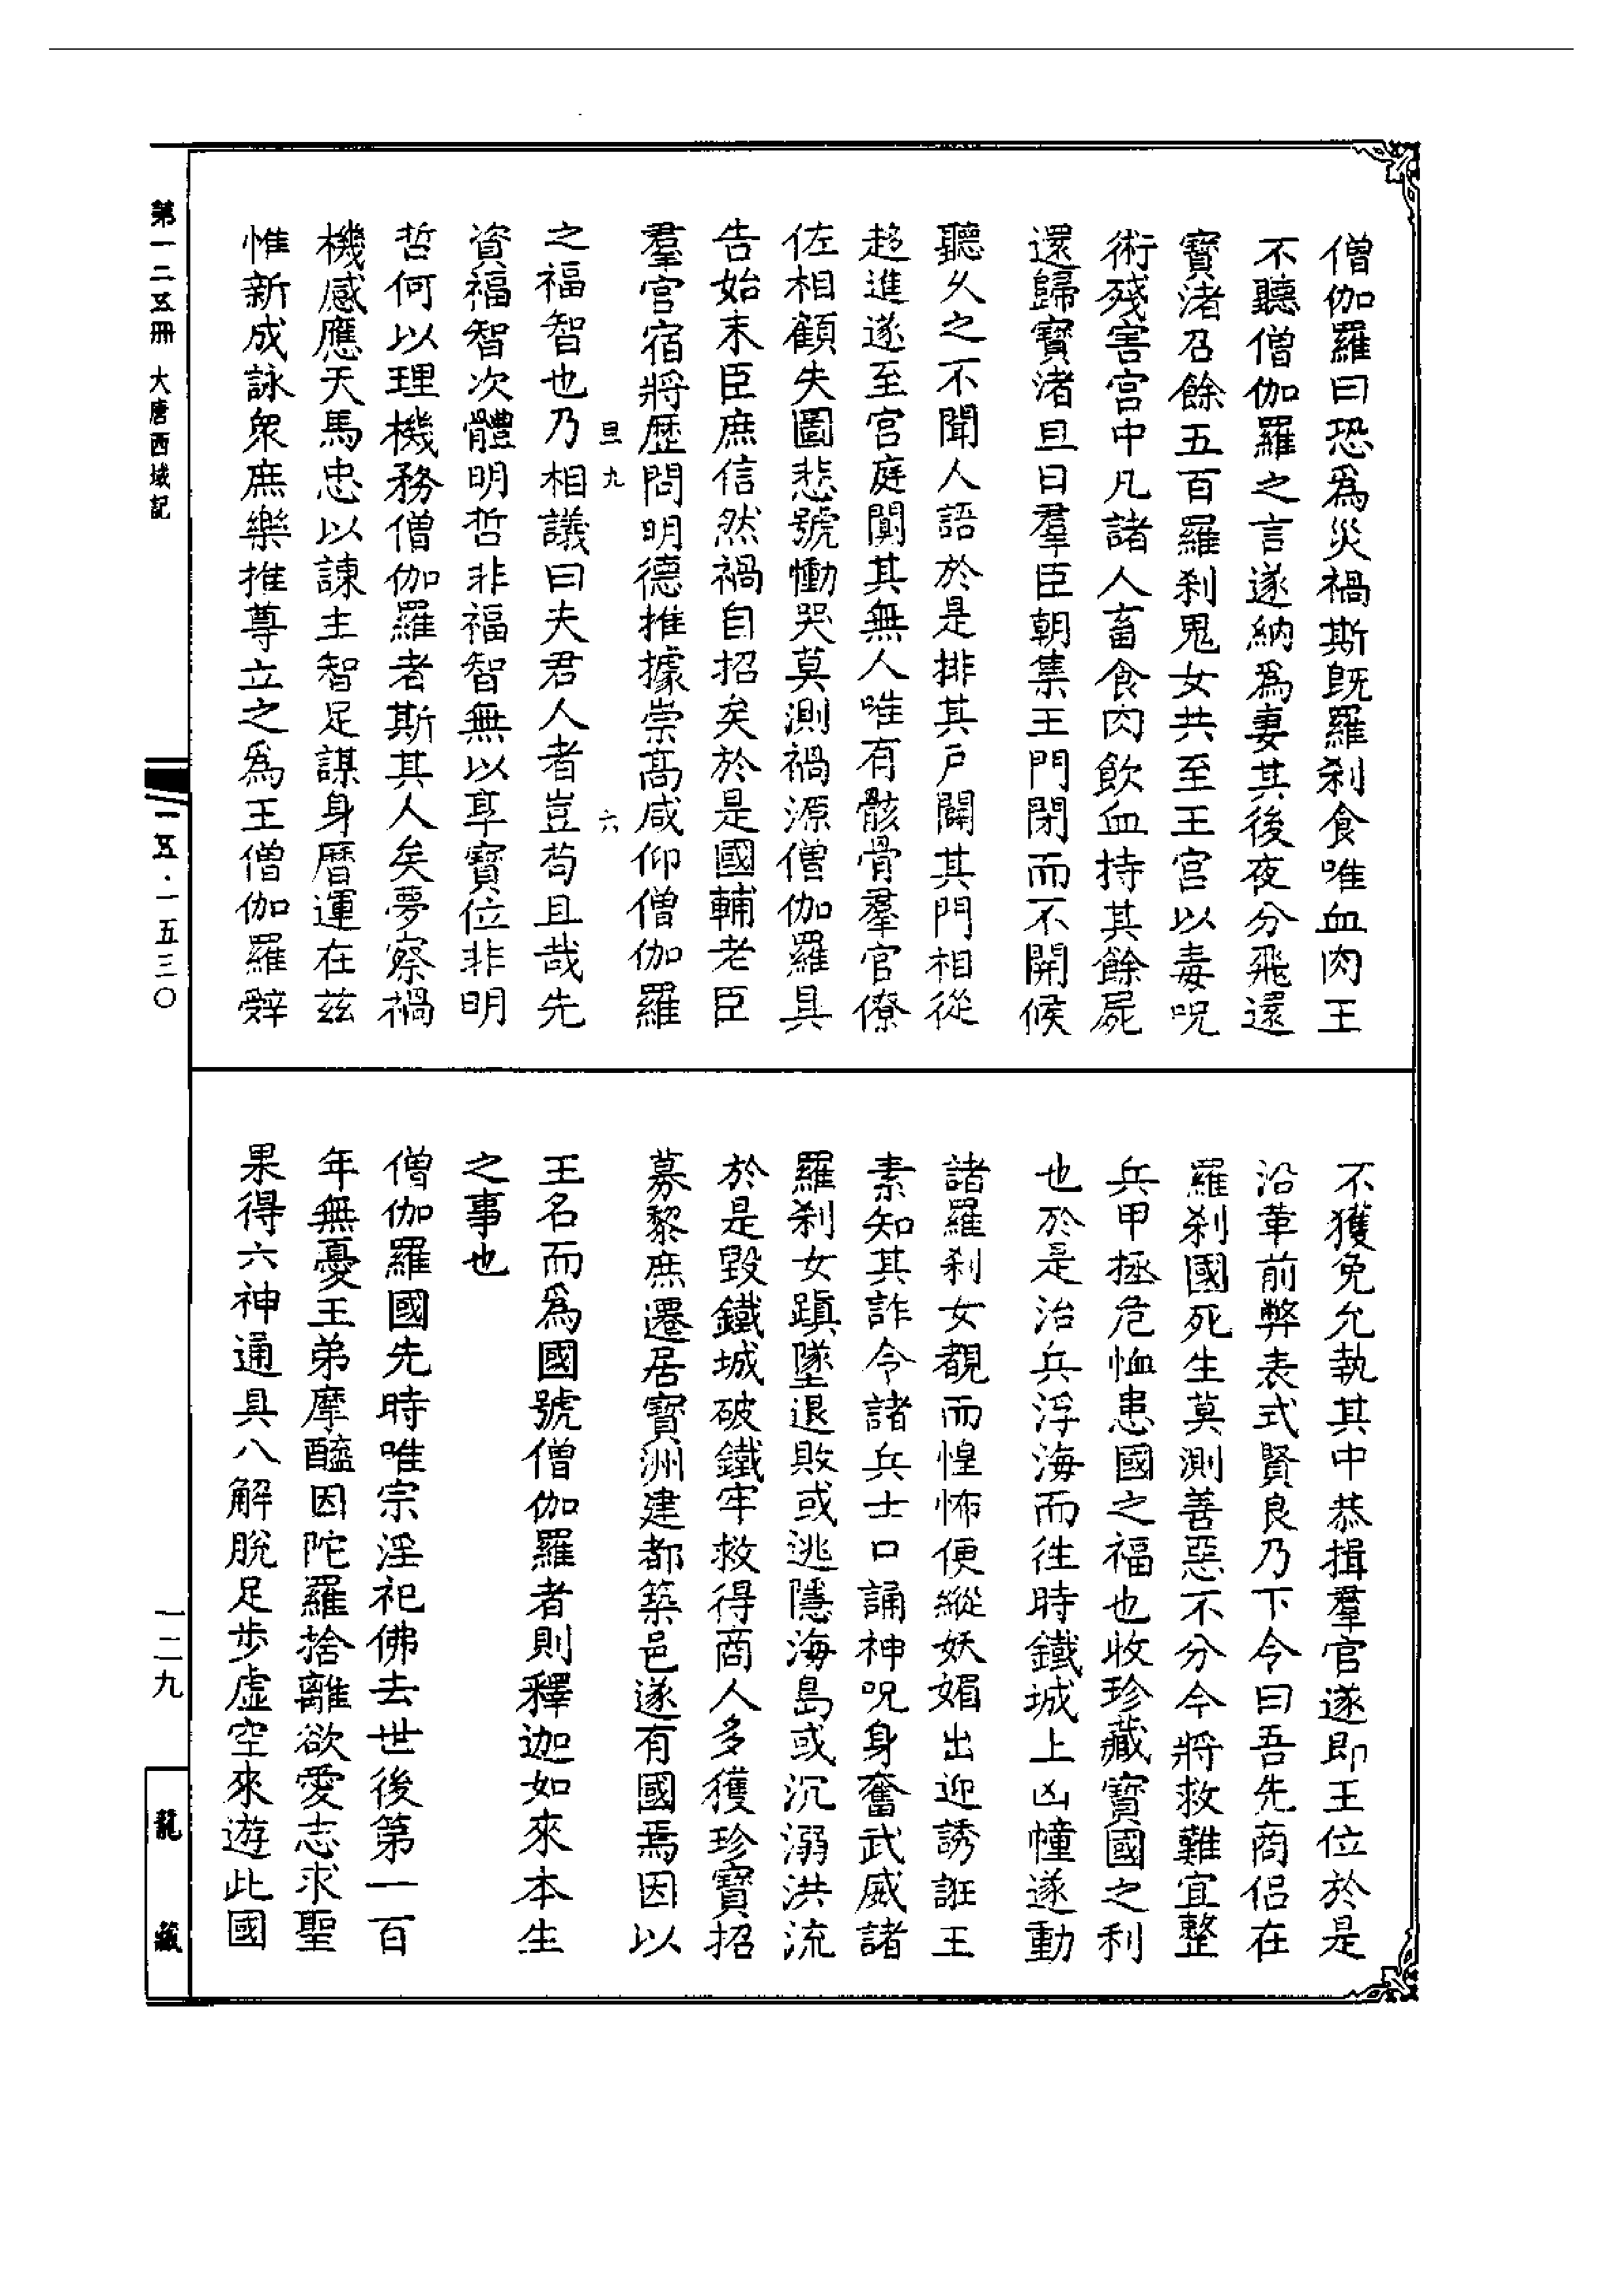 僧伽羅曰恐爲災禍斯旣羅刹食唯血肉王
不聽僧伽羅之言遂納爲妻其後夜分飛還
寶渚召餘五百羅刹鬼女共至王宮以毒呪
術殘害宮中凡諸人畜食肉飲血持其餘屍
還歸寶渚旦日羣臣朝集王門閉而不開候
聽久之不聞人語於是排其戸闢其門相從
趍進遂至宮庭闃其無人唯有骸骨羣官僚
佐相顧失圖悲號慟哭莫測禍源僧伽羅具
告始末臣庶信然禍自招矣於是國輔老臣
羣官宿將歷問明德推據崇高咸仰僧伽羅
之福智也乃相議曰夫君人者豈苟且哉先
資福智次體明哲非福智無以享寶位非明
哲何以理機務僧伽羅者斯其人矣夢察禍
機感應天馬忠以諫主智足謀身曆運在茲
惟新成詠衆庶樂推尊立之爲王僧伽羅辭
旦九
六
不獲免允執其中恭揖羣官遂即王位於是
沿革前弊表式賢良乃下令曰吾先商侣在
羅刹國死生莫測善惡不分今將救難宜整
兵甲拯危恤患國之福也收珍藏寶國之利
也於是治兵浮海而往時鐵城上凶幢遂動
諸羅刹女覩而惶怖便縱妖媚出迎誘誑王
素知其詐令諸兵士口誦神呪身奮武威諸
羅刹女蹎墜退敗或逃隱海島或沉溺洪流
於是毀鐵城破鐵牢救得商人多獲珍寶招
募黎庶遷居寶洲建都築邑遂有國焉因以
王名而爲國號僧伽羅者則釋迦如來本生
之事也
僧伽羅國先時唯宗淫祀佛去世後第一百
年無憂王弟摩醯因陀羅捨離欲愛志求聖
果得六神通具八解脫足步虛空來遊此國
第一二五冊 大唐西域記
一五·一五三〇
一二九
龍藏